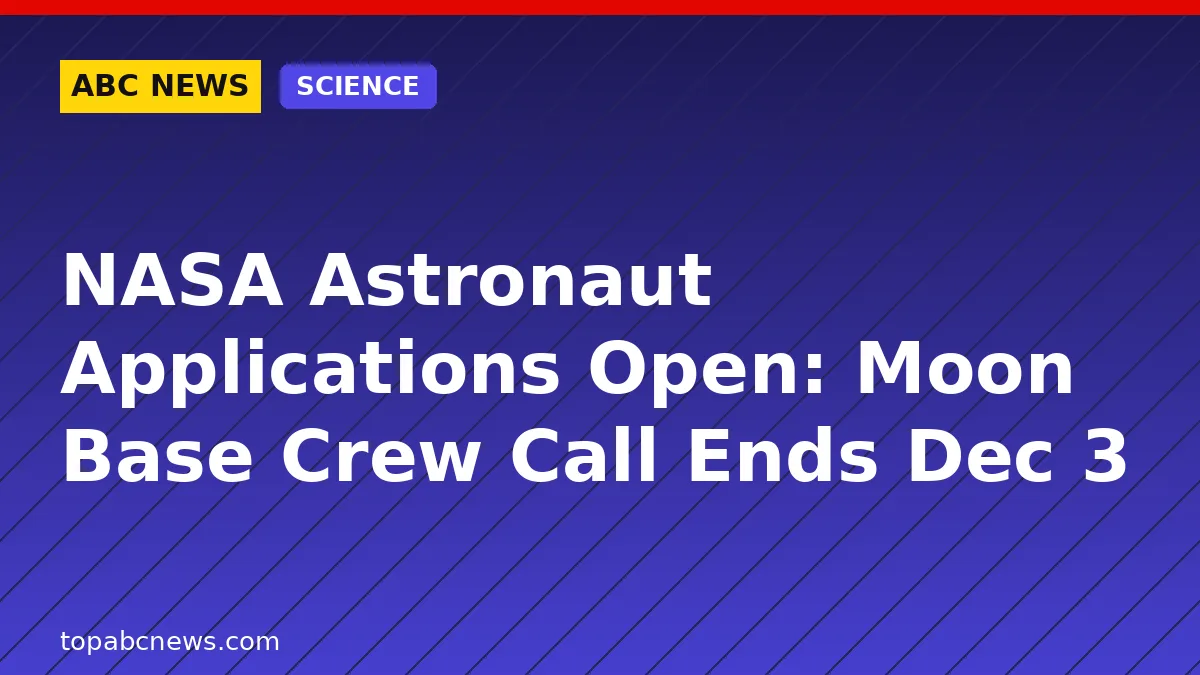 ABC NEWS
SCIENCE
NASA Astronaut
Applications Open: Moon
Base Crew Call Ends Dec 3
topabcnews.com